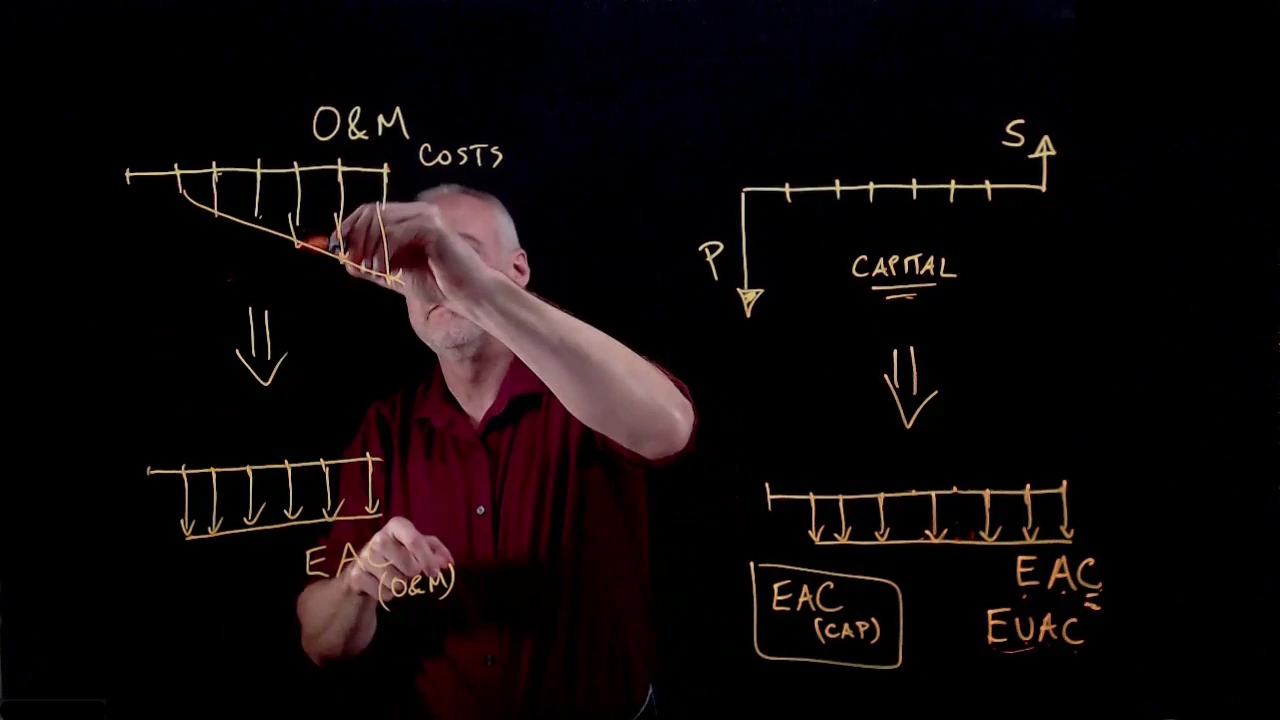 O&M
COSTS
EAC
(O&M)
S
P
CAPITAL
EAC
EUAC
EAC
(CAP)